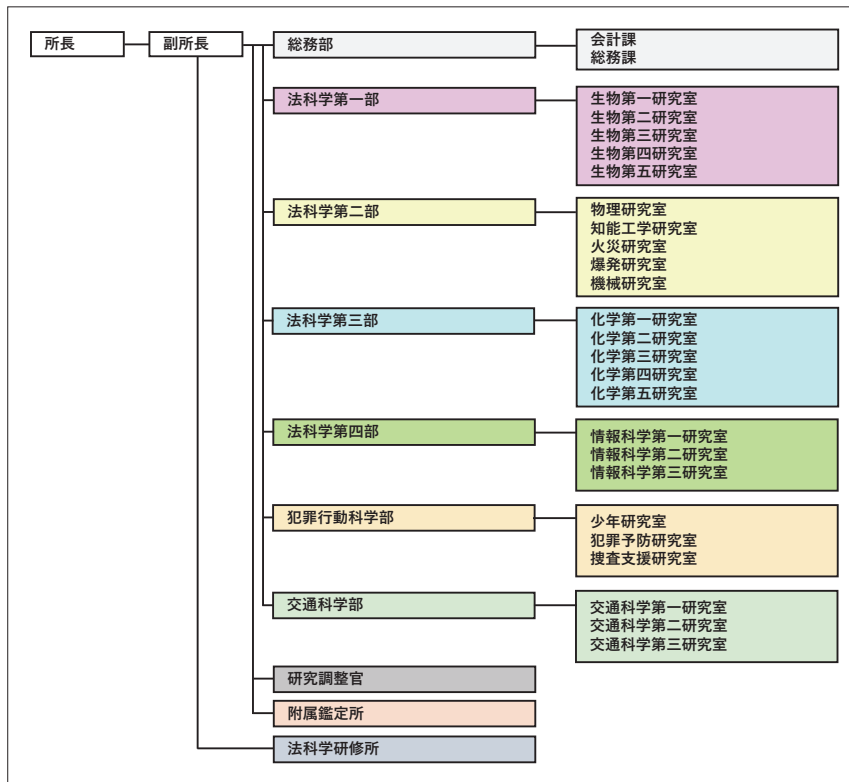 所長
副所長
総務部
会計課
総務課
法科学第一部
生物第一研究室
生物第二研究室
生物第三研究室
生物第四研究室
生物第五研究室
法科学第二部
物理研究室
知能工学研究室
火災研究室
爆発研究室
機械研究室
法科学第三部
化学第一研究室
化学第二研究室
化学第三研究室
化学第四研究室
化学第五研究室
法科学第四部
情報科学第一研究室
情報科学第二研究室
情報科学第三研究室
犯罪行動科学部
少年研究室
犯罪予防研究室
捜査支援研究室
交通科学部
交通科学第一研究室
交通科学第二研究室
交通科学第三研究室
研究調整官
附属鑑定所
法科学研修所